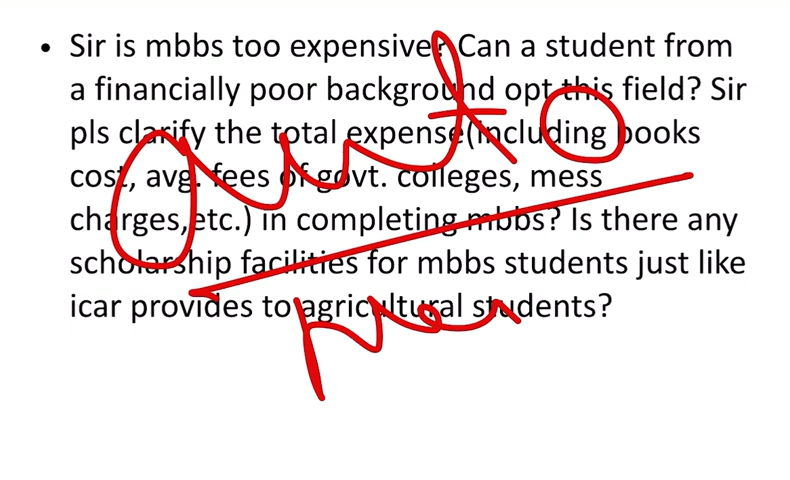 • Sir is mbbs too expensive? Can a student from
a financially poor background opt this field? Sir
pls clarify the total expense(including books
cost, avg. fees of govt. colleges, mess
charges,etc.) in completing mbbs? Is there any
scholarship facilities for mbbs students just like
icar provides to agricultural students?
auto